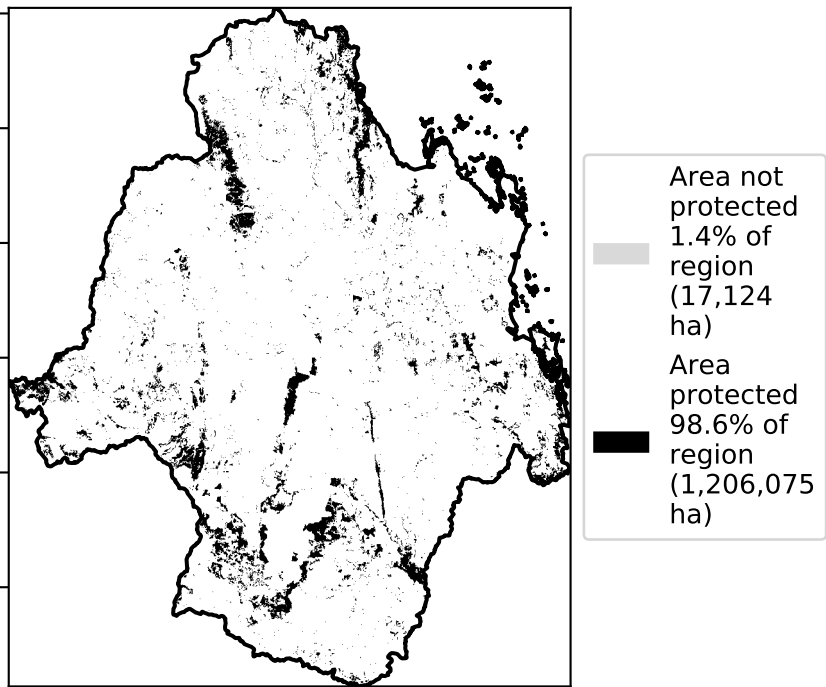 Area not
protected
1.4% of
region
(17,124
ha)
Area
protected
98.6% of
region
(1,206,075
ha)